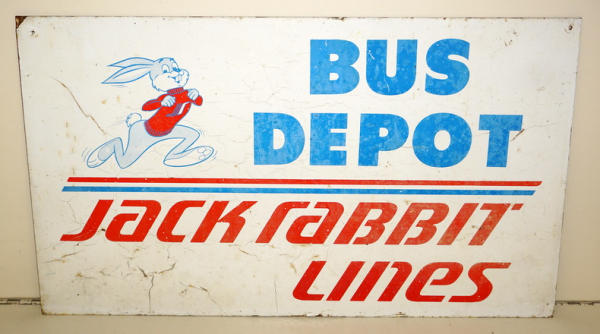 BUS
DEPOT
Jack rabbit
Lines